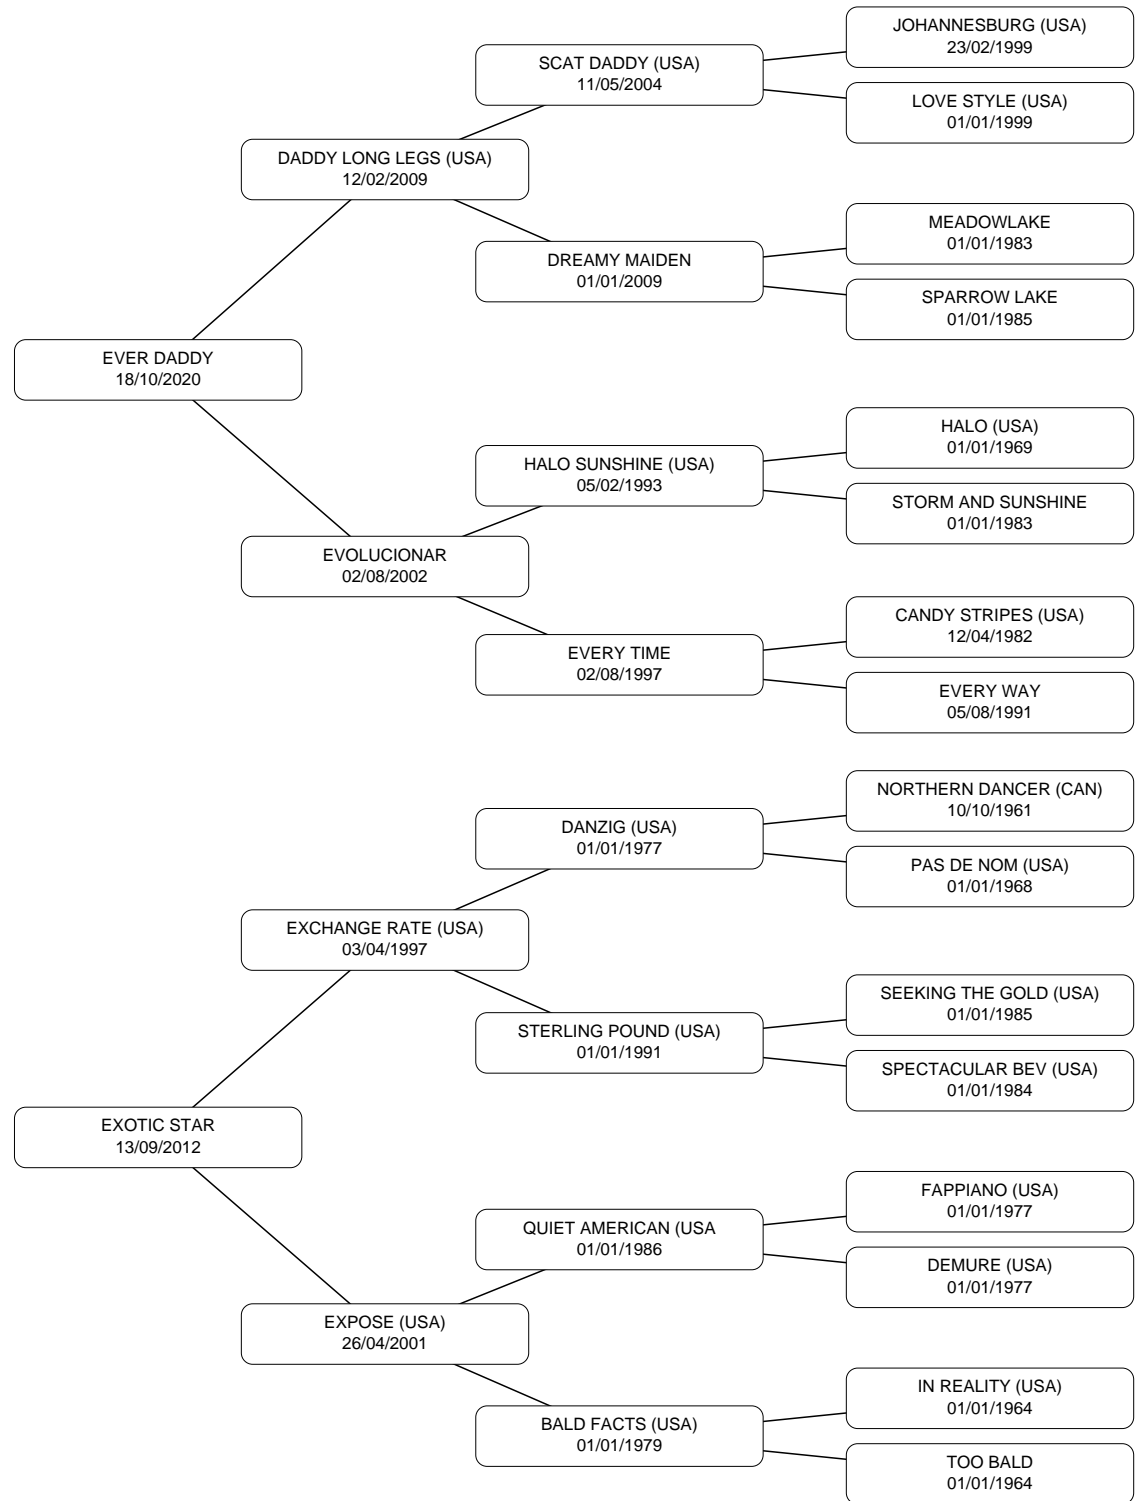 JOHANNESBURG (USA)
23/02/1999
SCAT DADDY (USA)
11/05/2004
LOVE STYLE (USA)
01/01/1999
DADDY LONG LEGS (USA)
12/02/2009
MEADOWLAKE
01/01/1983
DREAMY MAIDEN
01/01/2009
SPARROW LAKE
01/01/1985
EVER DADDY
18/10/2020
HALO (USA)
01/01/1969
HALO SUNSHINE (USA)
05/02/1993
STORM AND SUNSHINE
01/01/1983
EVOLUCIONAR
02/08/2002
CANDY STRIPES (USA)
12/04/1982
EVERY TIME
02/08/1997
EVERY WAY
05/08/1991
NORTHERN DANCER (CAN)
10/10/1961
DANZIG (USA)
01/01/1977
PAS DE NOM (USA)
01/01/1968
EXCHANGE RATE (USA)
03/04/1997
SEEKING THE GOLD (USA)
01/01/1985
STERLING POUND (USA)
01/01/1991
SPECTACULAR BEV (USA)
01/01/1984
EXOTIC STAR
13/09/2012
FAPPIANO (USA)
01/01/1977
QUIET AMERICAN (USA
01/01/1986
DEMURE (USA)
01/01/1977
EXPOSE (USA)
26/04/2001
IN REALITY (USA)
01/01/1964
BALD FACTS (USA)
01/01/1979
TOO BALD
01/01/1964